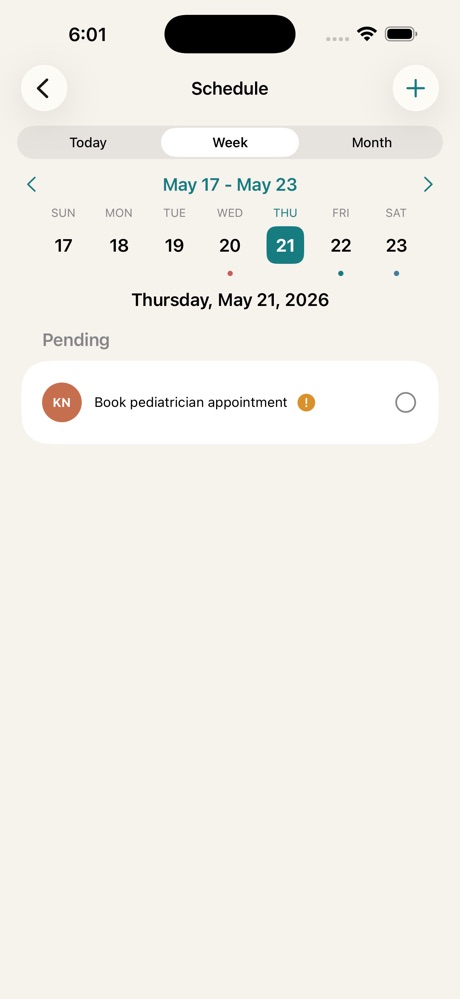 6:01
Schedule
Today Week Month
May 17 - May 23
SUN MON TUE WED THU FRI SAT
17 18 19 20 21 22 23
Thursday, May 21, 2026
Pending
KN Book pediatrician appointment !